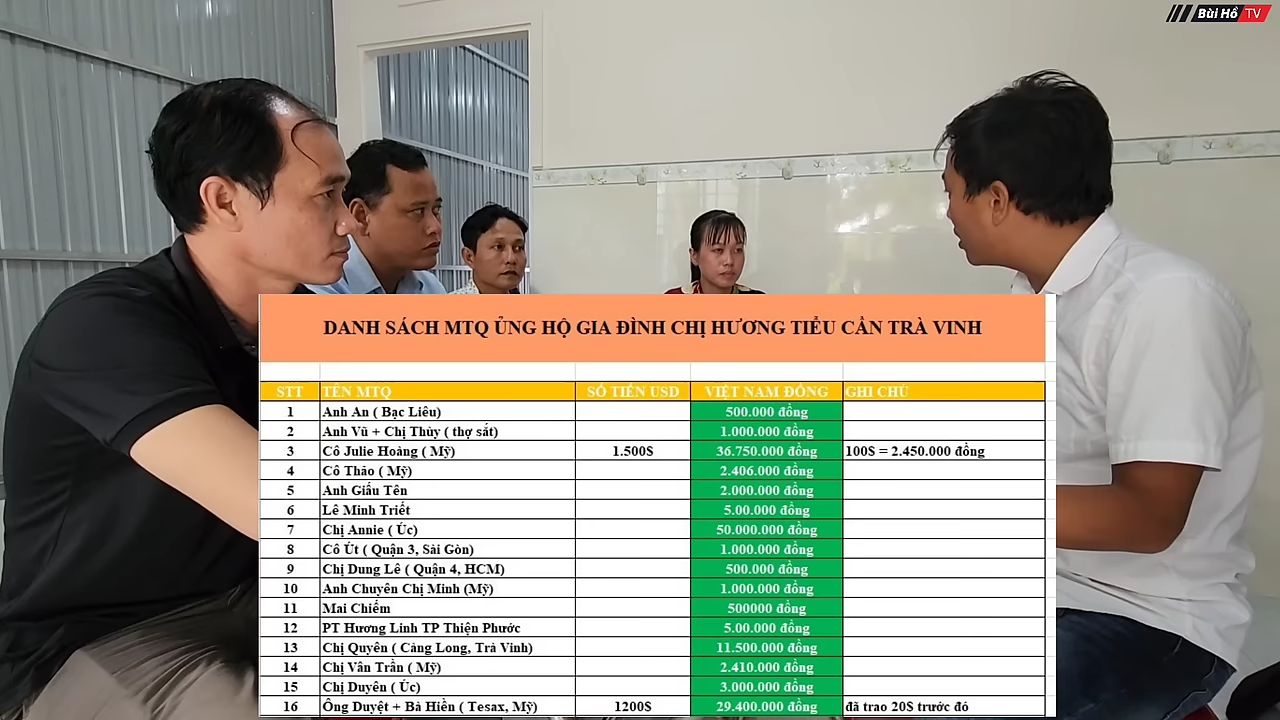 Bùi Hồ TV
DANH SÁCH MTQ ỦNG HỘ GIA ĐÌNH CHỊ HƯƠNG TIỂU CẦN TRÀ VINH
STT TÊN MTQ SỐ TIỀN USD VIỆT NAM ĐỒNG GHI CHÚ
1 Anh An ( Bạc Liêu) 500.000 đồng
2 Anh Vũ + Chị Thùy ( thợ sắt) 1.000.000 đồng
3 Cô Julie Hoàng ( Mỹ) 1.500$ 36.750.000 đồng 100$ = 2.450.000 đồng
4 Cô Thảo ( Mỹ) 2.406.000 đồng
5 Anh Giấu Tên 2.000.000 đồng
6 Lê Minh Triết 5.00.000 đồng
7 Chị Annie ( Úc) 50.000.000 đồng
8 Cô Út ( Quận 3, Sài Gòn) 1.000.000 đồng
9 Chị Dung Lê ( Quận 4, HCM) 500.000 đồng
10 Anh Chuyên Chị Minh (Mỹ) 1.000.000 đồng
11 Mai Chiếm 500000 đồng
12 PT Hương Linh TP Thiện Phước 5.00.000 đồng
13 Chị Quyên ( Càng Long, Trà Vinh) 11.500.000 đồng
14 Chị Vân Trần ( Mỹ) 2.410.000 đồng
15 Chị Duyên ( Úc) 3.000.000 đồng
16 Ông Duyệt + Bà Hiền ( Tesax, Mỹ) 1200$ 29.400.000 đồng đã trao 20$ trước đó